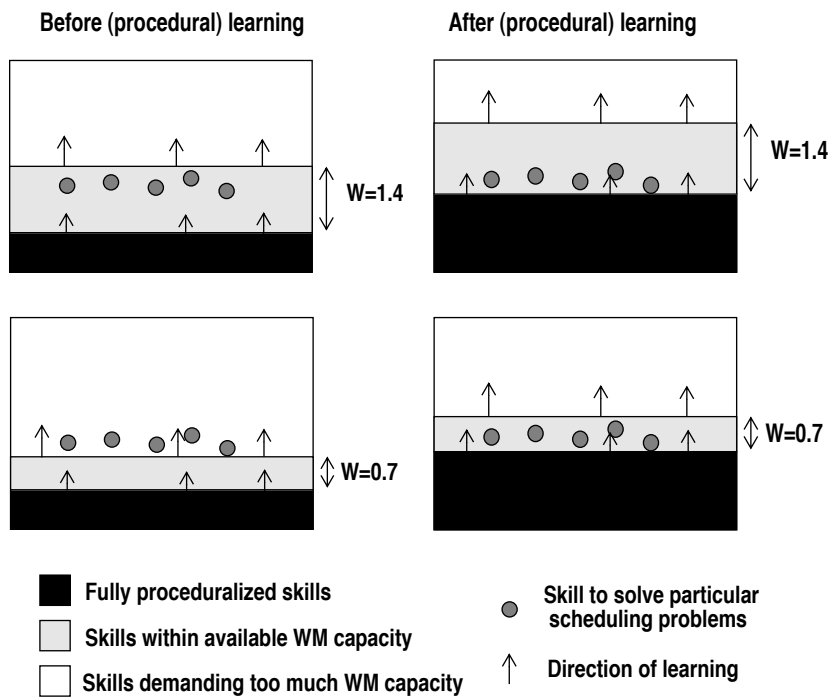 Before (procedural) learning
After (procedural) learning
W=1.4
W=1.4
W=0.7
W=0.7
Fully proceduralized skills
Skills within available WM capacity
Skills demanding too much WM capacity
Skill to solve particular
scheduling problems
Direction of learning